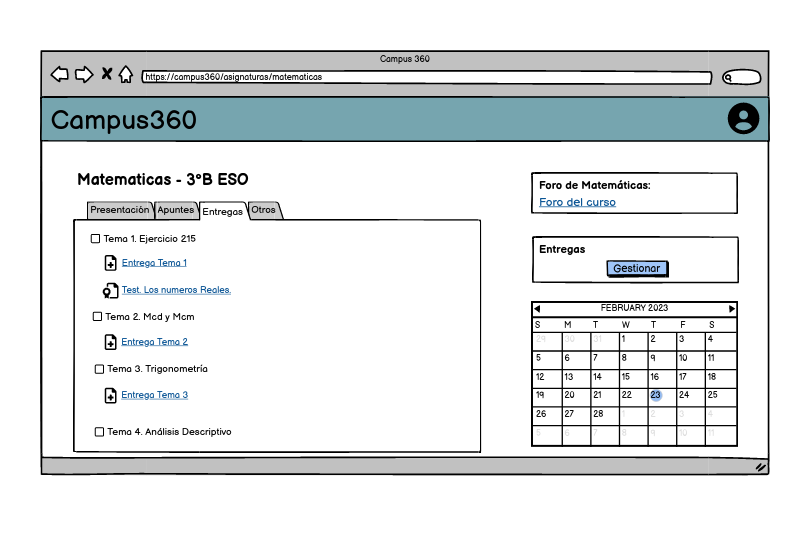 Campus 360
https://campus360/asignaturas/matematicas
Campus360
Matematicas - 3ºB ESO
Presentación Apuntes Entregas Otros
Tema 1. Ejercicio 215
Entrega Tema 1
Test. Los numeros Reales.
Tema 2. Mcd y Mcm
Entrega Tema 2
Tema 3. Trigonometría
Entrega Tema 3
Tema 4. Análisis Descriptivo
Foro de Matemáticas:
Foro del curso
Entregas
Gestionar
FEBRUARY 2023
S M T W T F S
29 30 31 1 2 3 4
5 6 7 8 9 10 11
12 13 14 15 16 17 18
19 20 21 22 23 24 25
26 27 28 1 2 3 4
5 6 7 8 9 10 11